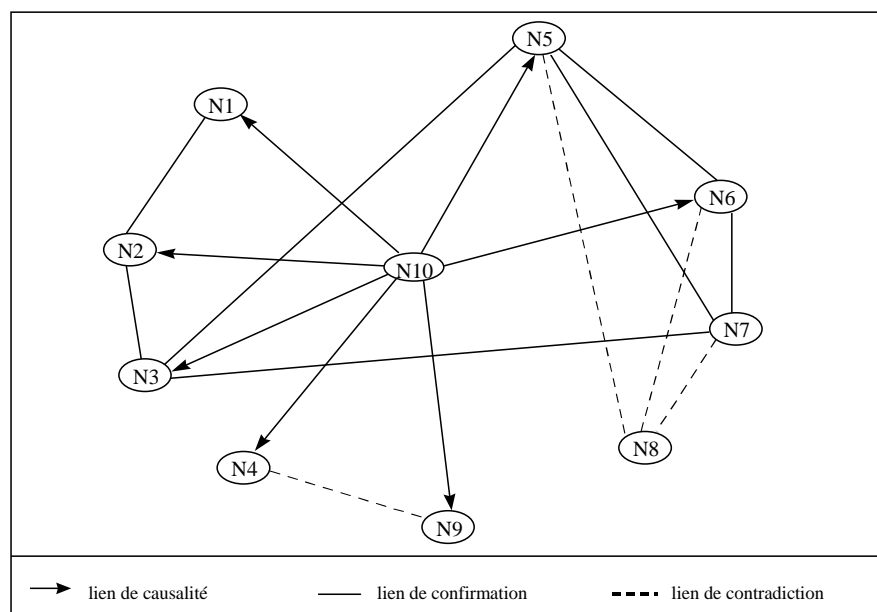 N5
N1
N6
N2
N10
N7
N3
N8
N4
N9
lien de causalité
lien de confirmation
lien de contradiction